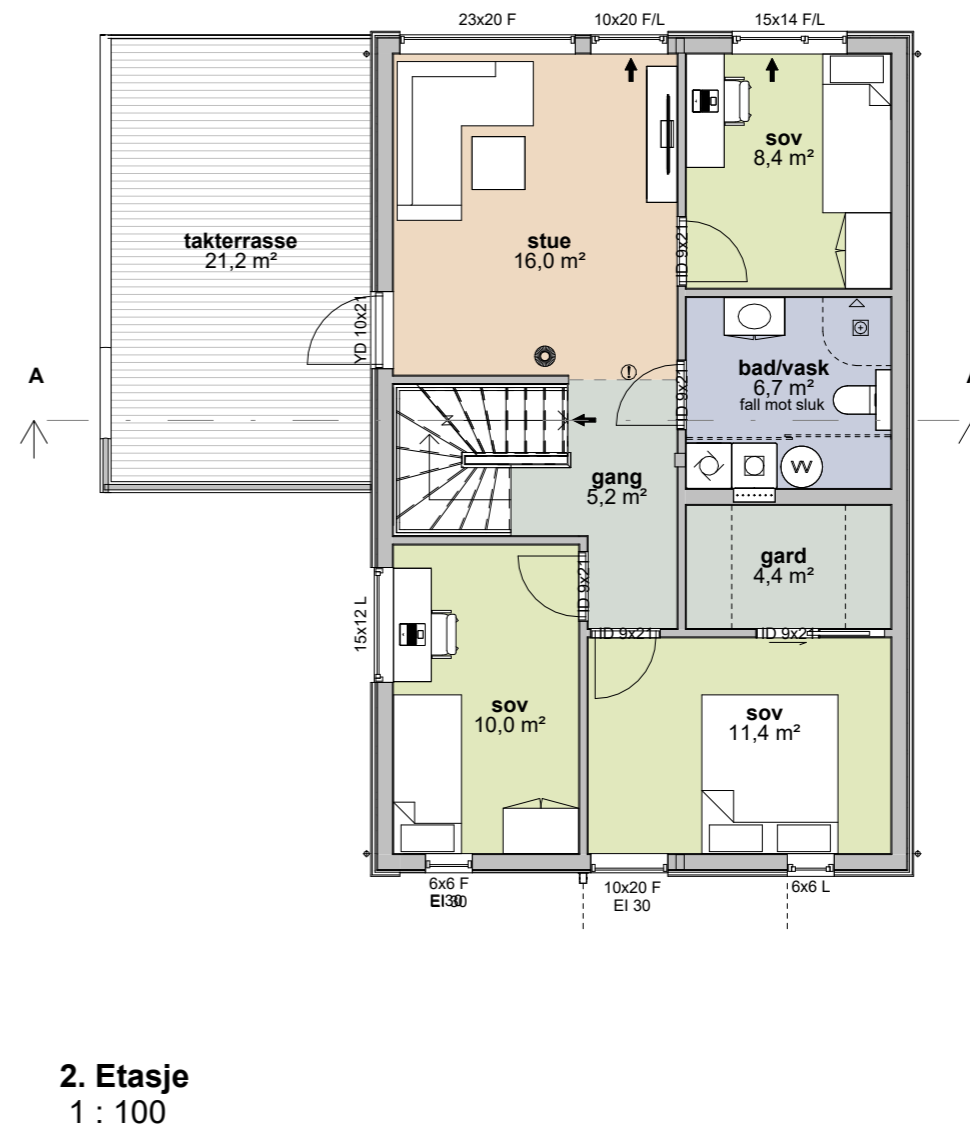 23x20 F
10x20 F/L
15x14 F/L
sov
8,4 m²
takterrasse
21,2 m²
stue
16,0 m²
ID 9x21
YD 10x21
A
bad/vask
6,7 m²
fall mot sluk
ID 9x21
gang
5,2 m²
gard
4,4 m²
ID 9x21
15x12 L
ID 9x21
ID 9x21
sov
10,0 m²
sov
11,4 m²
6x6 F
EI 30
10x20 F
EI 30
6x6 L
2. Etasje
1 : 100